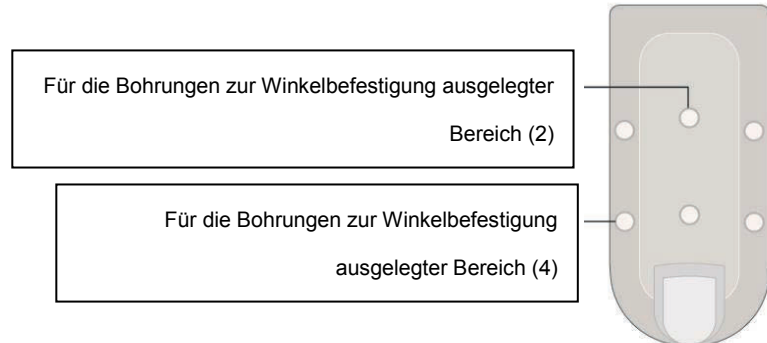 Für die Bohrungen zur Winkelbefestigung ausgelegter
Bereich (2)
Für die Bohrungen zur Winkelbefestigung
ausgelegter Bereich (4)